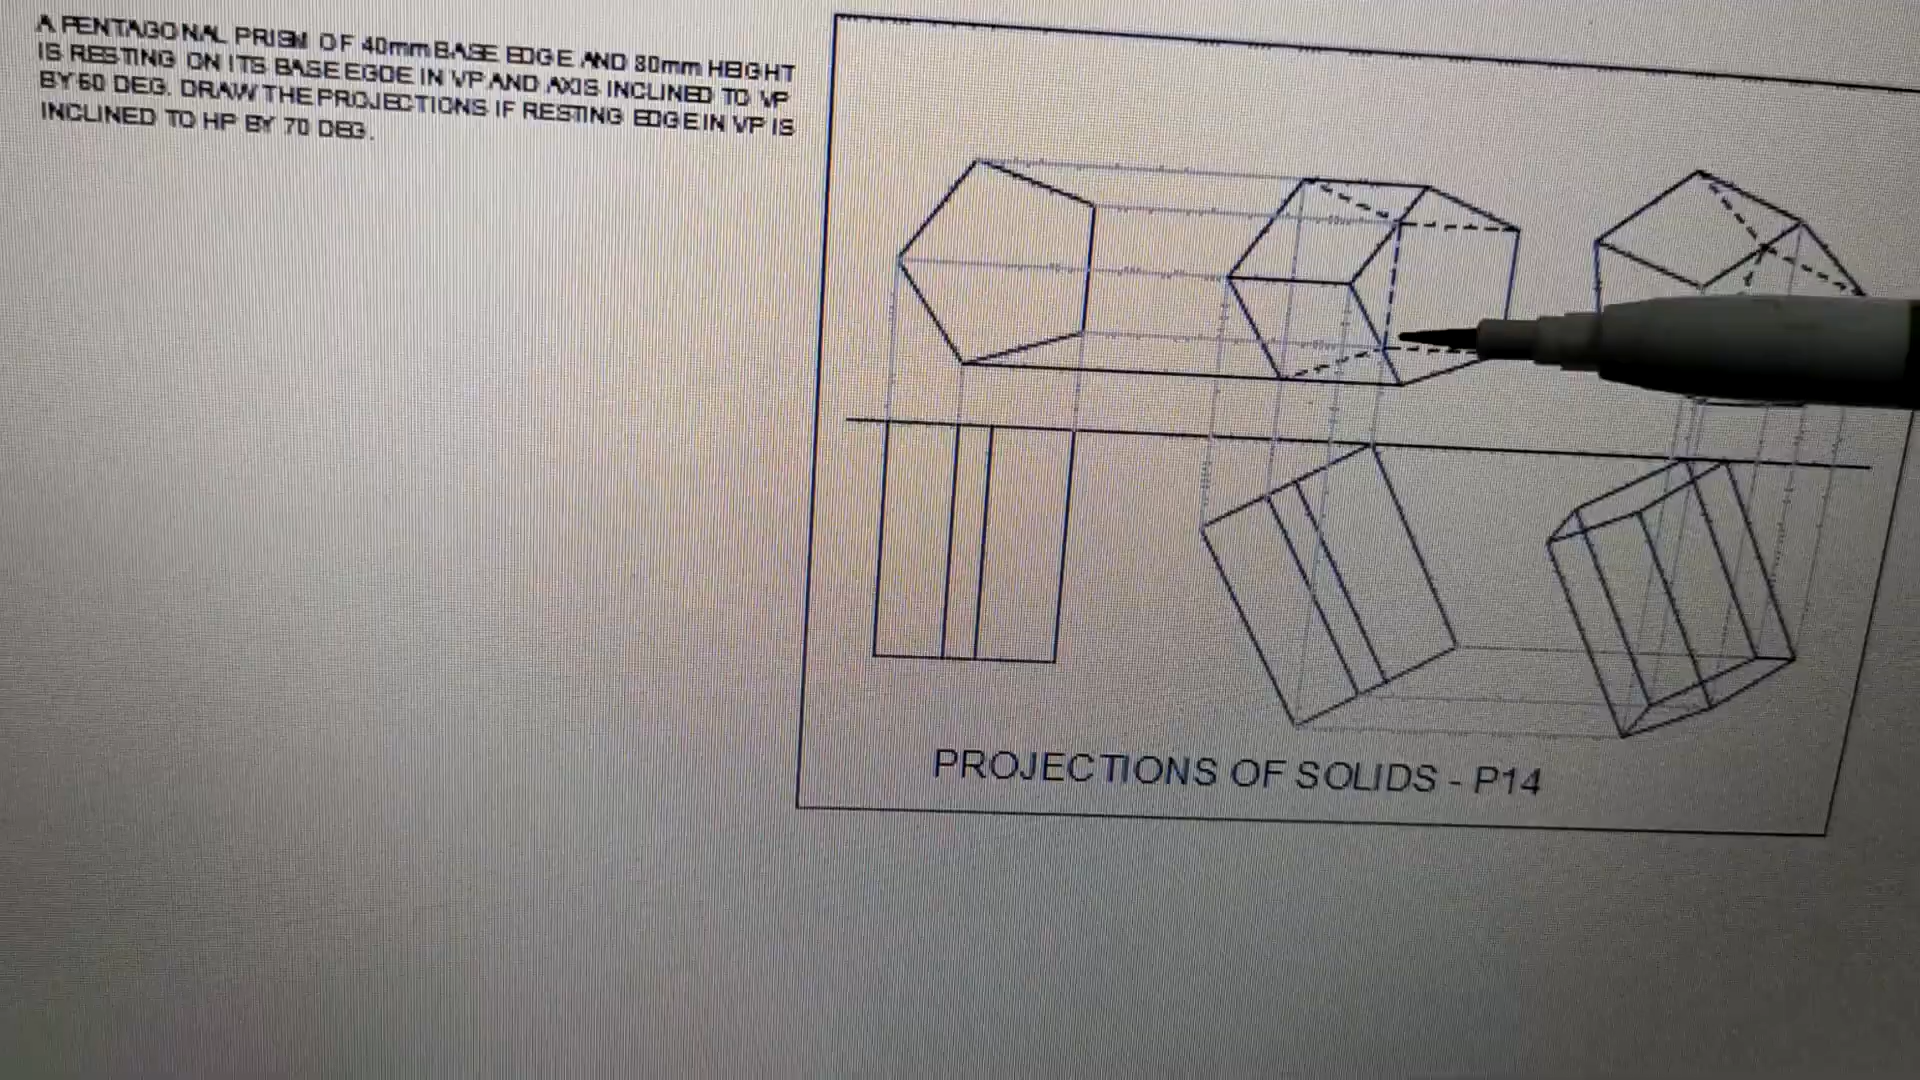 A PENTAGONAL PRISM OF 40mm BASE EDGE AND 80mm HEIGHT
IS RESTING ON ITS BASE EGDE IN VP AND AXIS INCLINED TO VP
BY 60 DEG. DRAW THE PROJECTIONS IF RESTING EDGE IN VP IS
INCLINED TO HP BY 70 DEG.
PROJECTIONS OF SOLIDS - P14